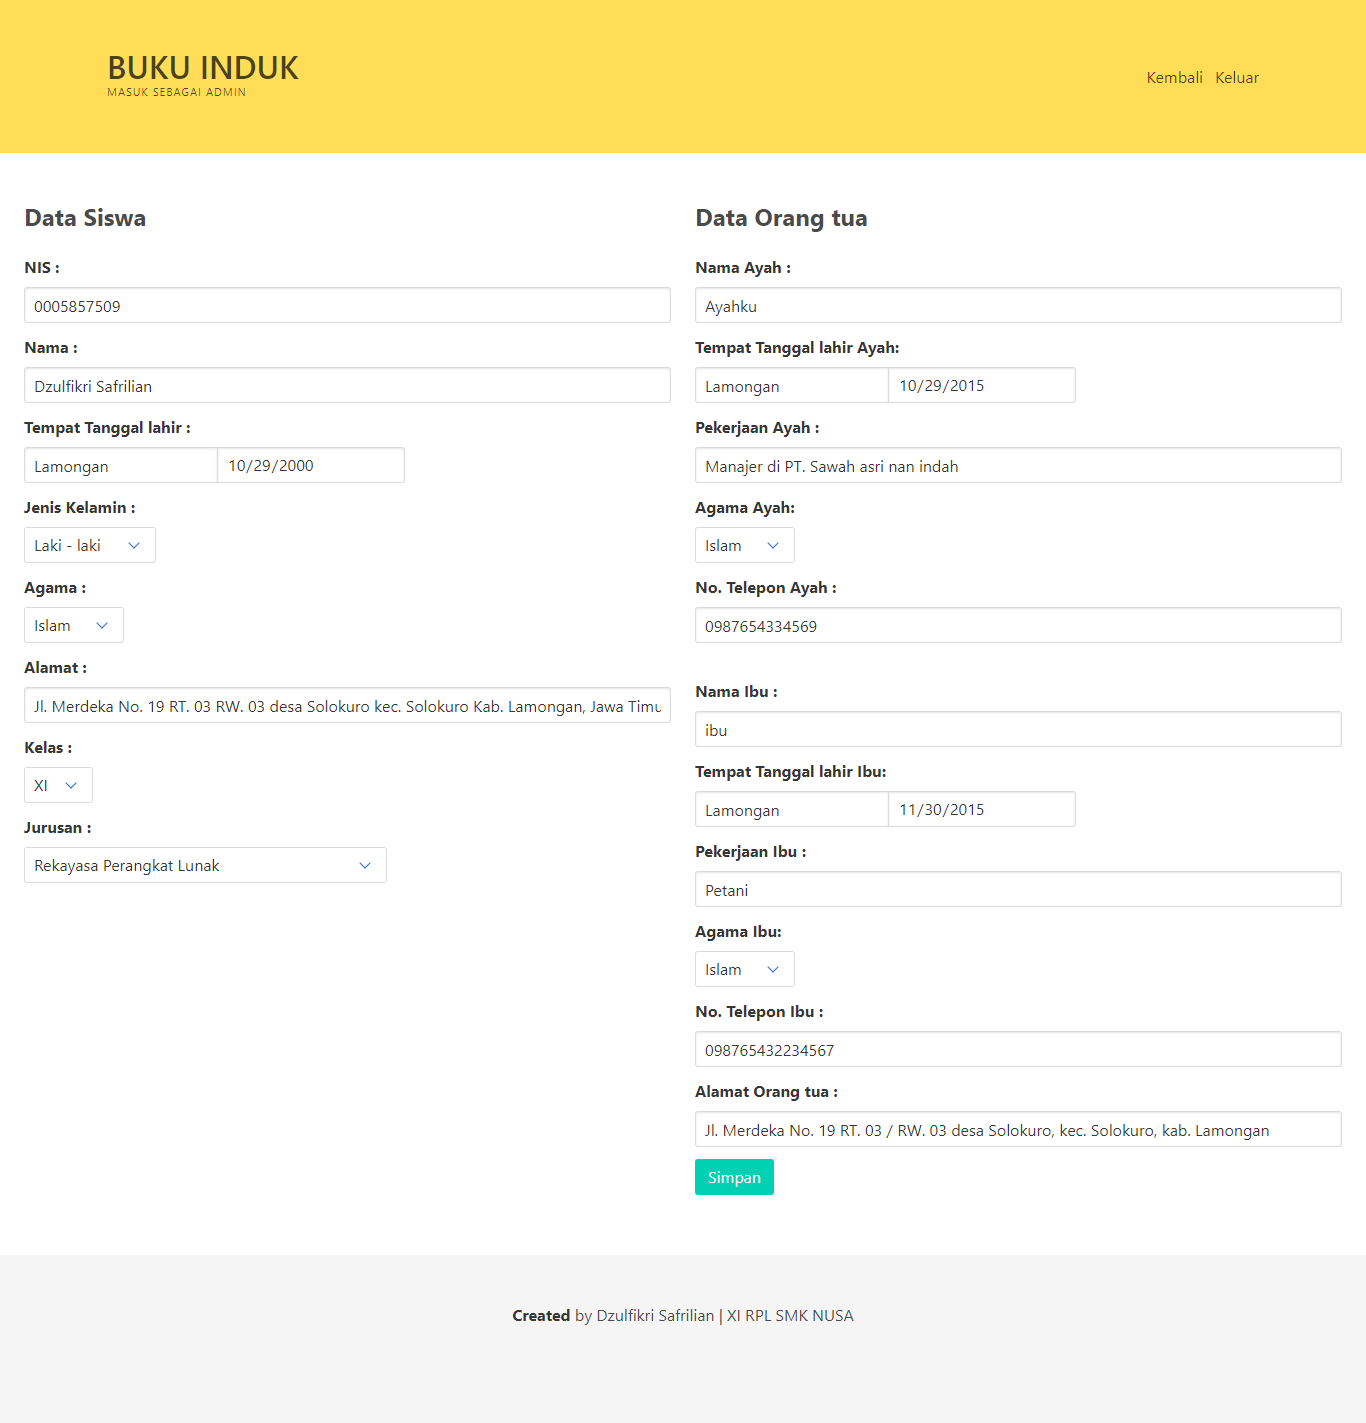 BUKU INDUK
MASUK SEBAGAI ADMIN
Kembali Keluar
Data Siswa
NIS :
0005857509
Nama :
Dzulfikri Safrilian
Tempat Tanggal lahir :
Lamongan 10/29/2000
Jenis Kelamin :
Laki - laki
Agama :
Islam
Alamat :
Jl. Merdeka No. 19 RT. 03 RW. 03 desa Solokuro kec. Solokuro Kab. Lamongan, Jawa Timu
Kelas :
XI
Jurusan :
Rekayasa Perangkat Lunak
Data Orang tua
Nama Ayah :
Ayahku
Tempat Tanggal lahir Ayah:
Lamongan 10/29/2015
Pekerjaan Ayah :
Manajer di PT. Sawah asri nan indah
Agama Ayah:
Islam
No. Telepon Ayah :
0987654334569
Nama Ibu :
ibu
Tempat Tanggal lahir Ibu:
Lamongan 11/30/2015
Pekerjaan Ibu :
Petani
Agama Ibu:
Islam
No. Telepon Ibu :
098765432234567
Alamat Orang tua :
Jl. Merdeka No. 19 RT. 03 / RW. 03 desa Solokuro, kec. Solokuro, kab. Lamongan
Simpan
Created by Dzulfikri Safrilian | XI RPL SMK NUSA